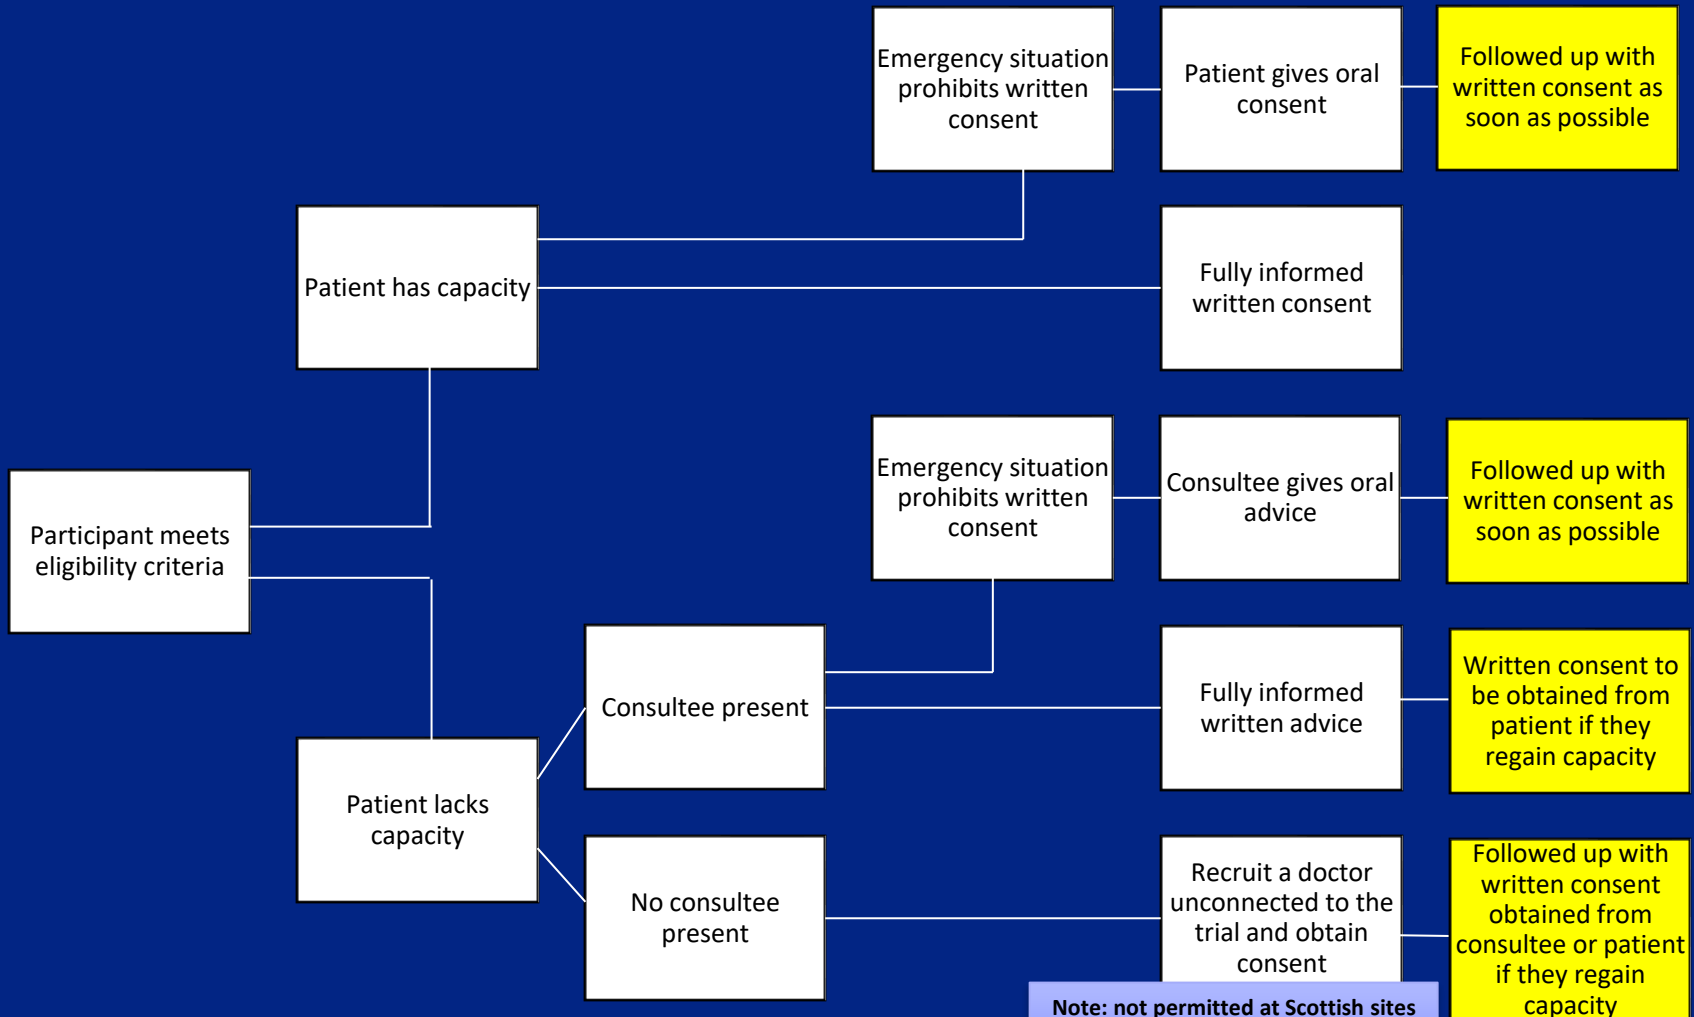 Emergency situation
prohibits written
consent
Patient gives oral
consent
Followed up with
written consent as
soon as possible
Patient has capacity
Fully informed
written consent
Participant meets
eligibility criteria
Emergency situation
prohibits written
consent
Consultee gives oral
advice
Followed up with
written consent as
soon as possible
Patient lacks
capacity
Consultee present
Fully informed
written advice
Written consent to
be obtained from
patient if they
regain capacity
No consultee
present
Recruit a doctor
unconnected to the
trial and obtain
consent
Note: not permitted at Scottish sites
Followed up with
written consent
obtained from
consultee or patient
if they regain
capacity